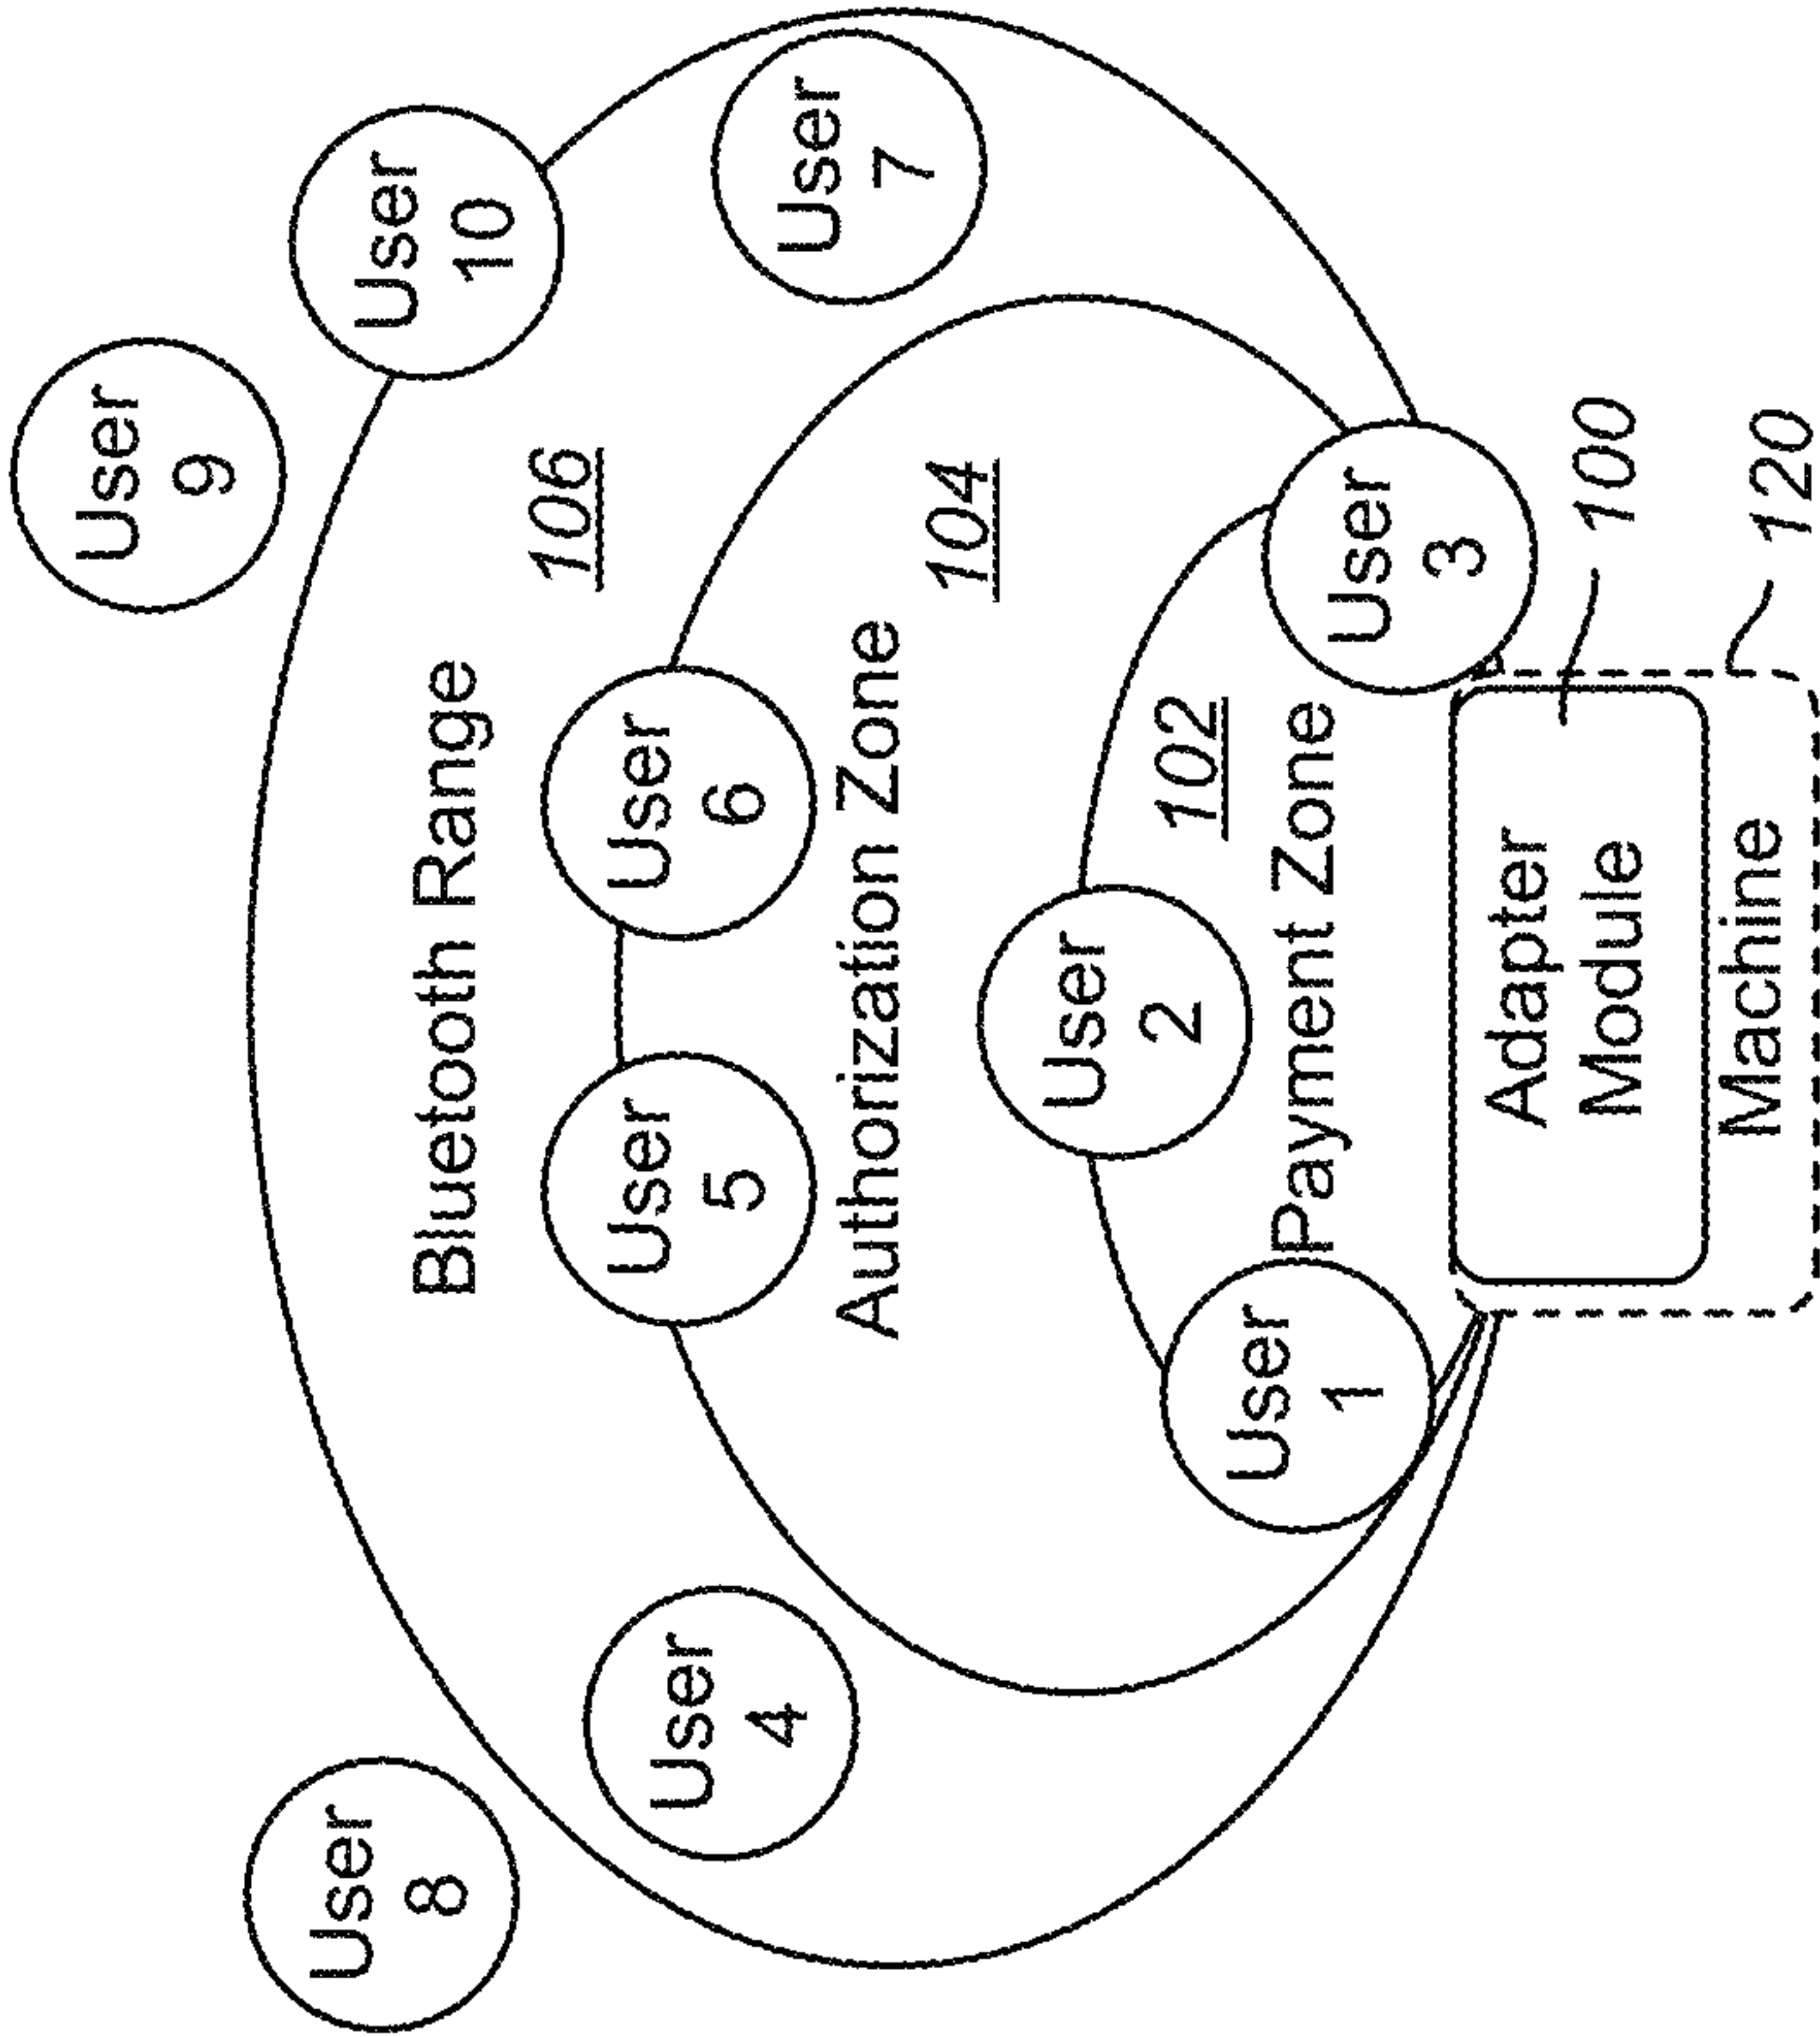 User
9
User
8
User
10
Bluetooth Range
106
User
5
User
6
User
4
User
7
Authorization Zone
104
User
2
102
User
1
Payment Zone
User
3
Adapter
Module
100
Machine
120